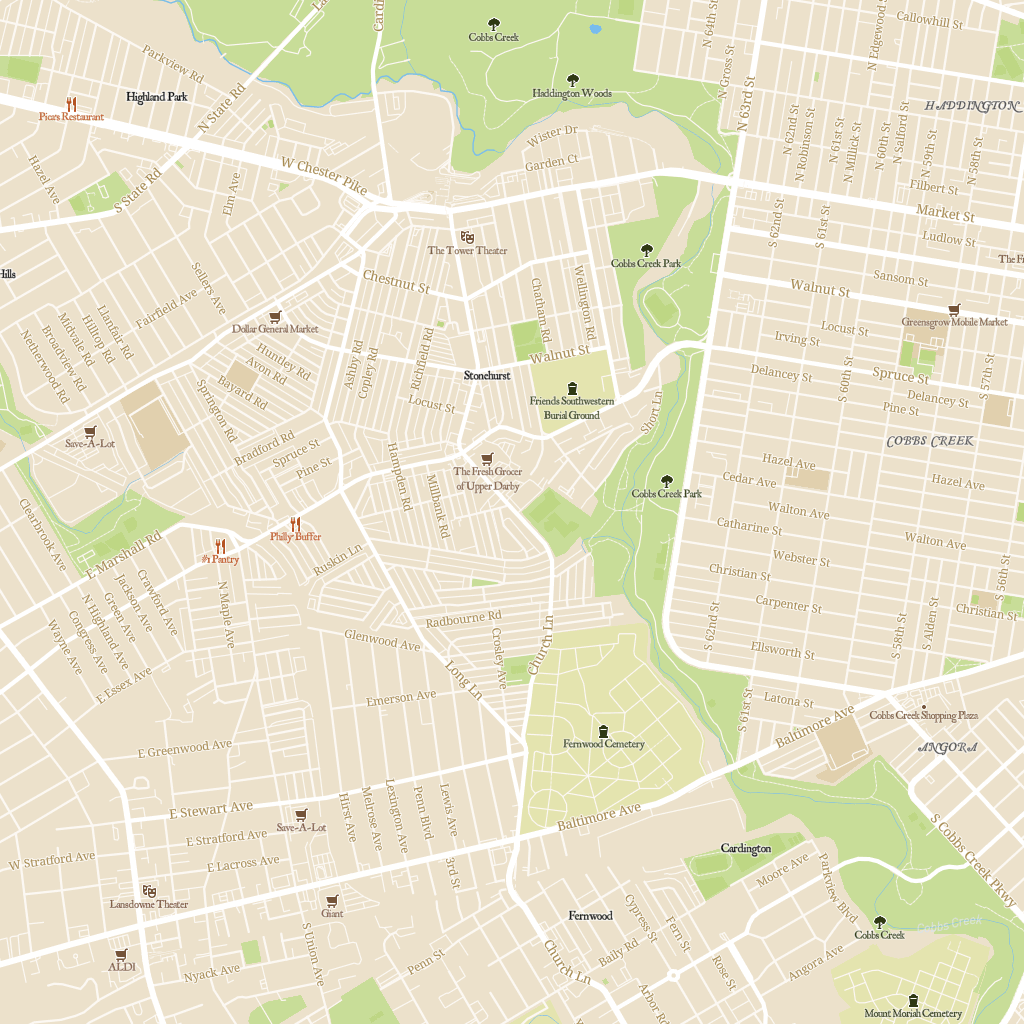 Cobbs Creek
N 64th St
Callowhill St
N Edgewood S
Parkview Rd
N Gross St
Highland Park
Haddington Woods
N State Rd
N 63rd St
HADDINGTON
Picasrs Restaurant
Wister Dr
N 62nd St
N Robinson St
N 61st St
N Millick St
N 60th St
N Salford St
N 59th St
N 58th St
Garden Ct
W Chester Pike
Hazel Ave
S State Rd
Elm Ave
Filbert St
Market St
S 62nd St
S 61st St
Ludlow St
The Tower Theater
Cobbs Creek Park
The Fr
Hills
Sellers Ave
Chestnut St
Chatham Rd
Wellington Rd
Sansom St
Walnut St
Fairfield Ave
Llanfair Rd
Hilltop Rd
Midvale Rd
Broadview Rd
Netherwood Rd
Dollar General Market
Greensgrow Mobile Market
Locust St
Irving St
Huntley Rd
Avon Rd
Bayard Rd
Ashby Rd
Copley Rd
Richfield Rd
Walnut St
Stonehurst
Delancey St
S 60th St
Spruce St
S 57th St
Springton Rd
Locust St
Friends Southwestern
Burial Ground
Short Ln
Delancey St
Pine St
Save-A-Lot
Bradford Rd
Spruce St
Pine St
COBBS CREEK
Hampden Rd
Millbank Rd
The Fresh Grocer
of Upper Darby
Hazel Ave
Cedar Ave
Hazel Ave
Cobbs Creek Park
Clearbrook Ave
Walton Ave
Catharine St
Philly Buffer
E Marshall Rd
#1 Pantry
Ruskin Ln
Walton Ave
Webster St
Christian St
S 56th St
Crawford Ave
Jackson Ave
Green Ave
N Highland Ave
Congress Ave
Wayne Ave
N Maple Ave
Radbourne Rd
Carpenter St
Christian St
S 62nd St
S 58th St
S Alden St
Glenwood Ave
Crosley Ave
Church Ln
Ellsworth St
E Essex Ave
Long Ln
Emerson Ave
Latona St
S 61st St
Baltimore Ave
Cobbs Creek Shopping Plaza
E Greenwood Ave
Fernwood Cemetery
ANGORA
E Stewart Ave
Hirst Ave
Melrose Ave
Lexington Ave
Penn Blvd
Lewis Ave
Baltimore Ave
Save-A-Lot
E Stratford Ave
S Cobbs Creek Pkwy
W Stratford Ave
E Lacross Ave
3rd St
Cardington
Moore Ave
Parkview Blvd
Lansdowne Theater
Giant
Fernwood
Cypress St
Fern St
Cobbs Creek
Cobbs Creek
S Union Ave
ALDI
Nyack Ave
Penn St
Church Ln
Baily Rd
Rose St
Angora Ave
Arbor Rd
Mount Moriah Cemetery